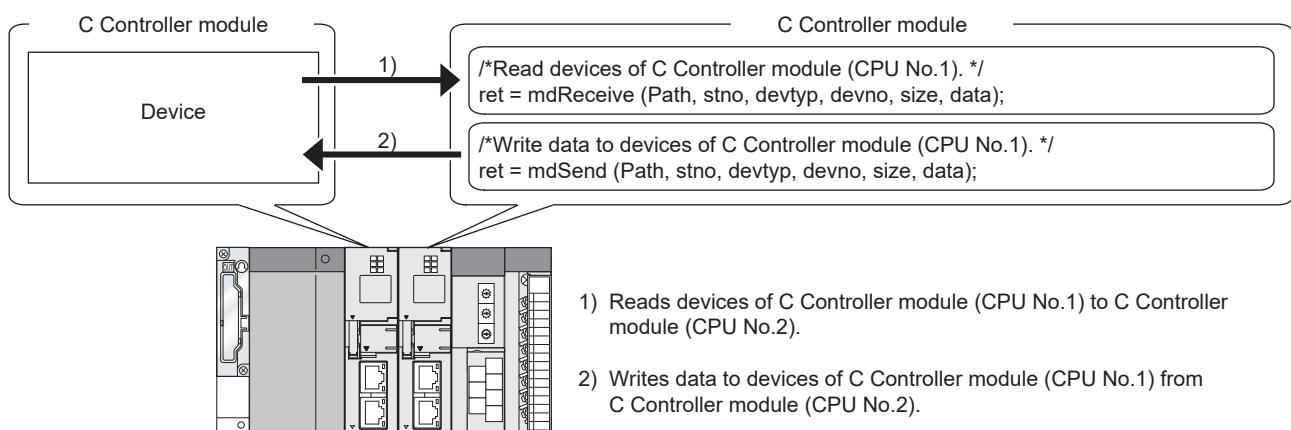 C Controller module
C Controller module
Device
1)
/*Read devices of C Controller module (CPU No.1). */
ret = mdReceive (Path, stno, devtyp, devno, size, data);
2)
/*Write data to devices of C Controller module (CPU No.1). */
ret = mdSend (Path, stno, devtyp, devno, size, data);
OUT
1) Reads devices of C Controller module (CPU No.1) to C Controller
module (CPU No.2).
2) Writes data to devices of C Controller module (CPU No.1) from
C Controller module (CPU No.2).